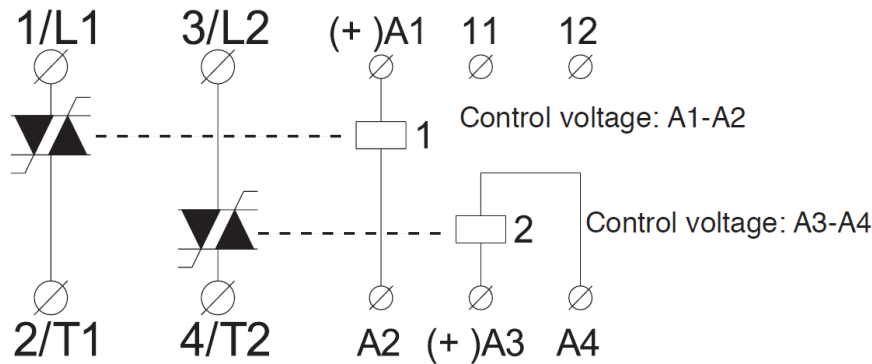 1/L1 3/L2 (+ )A1 11 12
Control voltage: A1-A2
1
2
Control voltage: A3-A4
2/T1 4/T2 A2 (+ )A3 A4